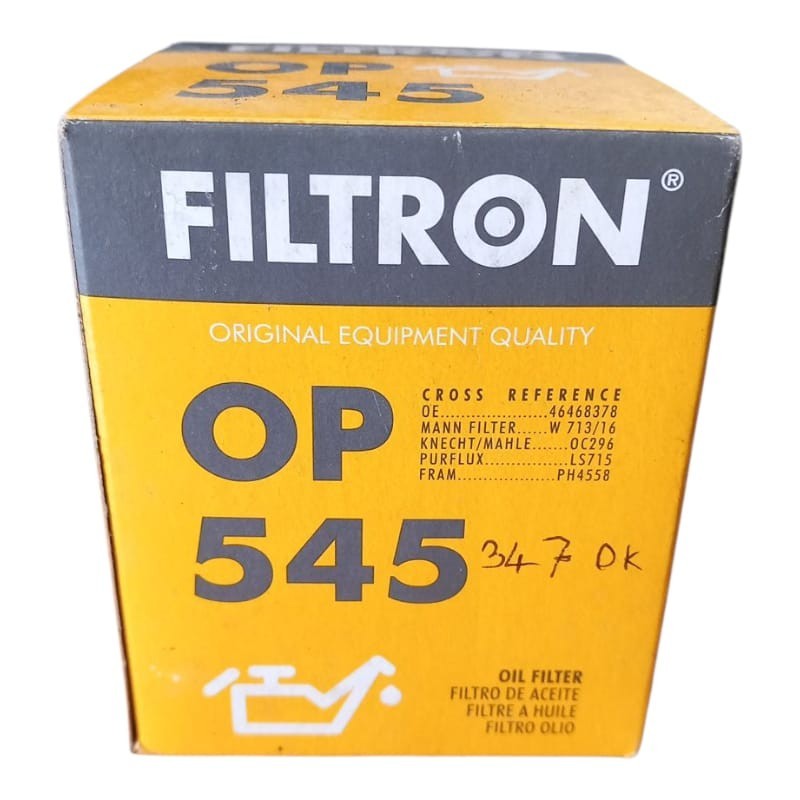 OP
545
FILTRON®
ORIGINAL EQUIPMENT QUALITY
OP
545
CROSS REFERENCE
OE....................46468378
MANN FILTER......W 713/16
KNECHT/MAHLE.......OC296
PURFLUX................LS715
FRAM...................PH4558
347 OK
OIL FILTER
FILTRO DE ACEITE
FILTRE A HUILE
FILTRO OLIO